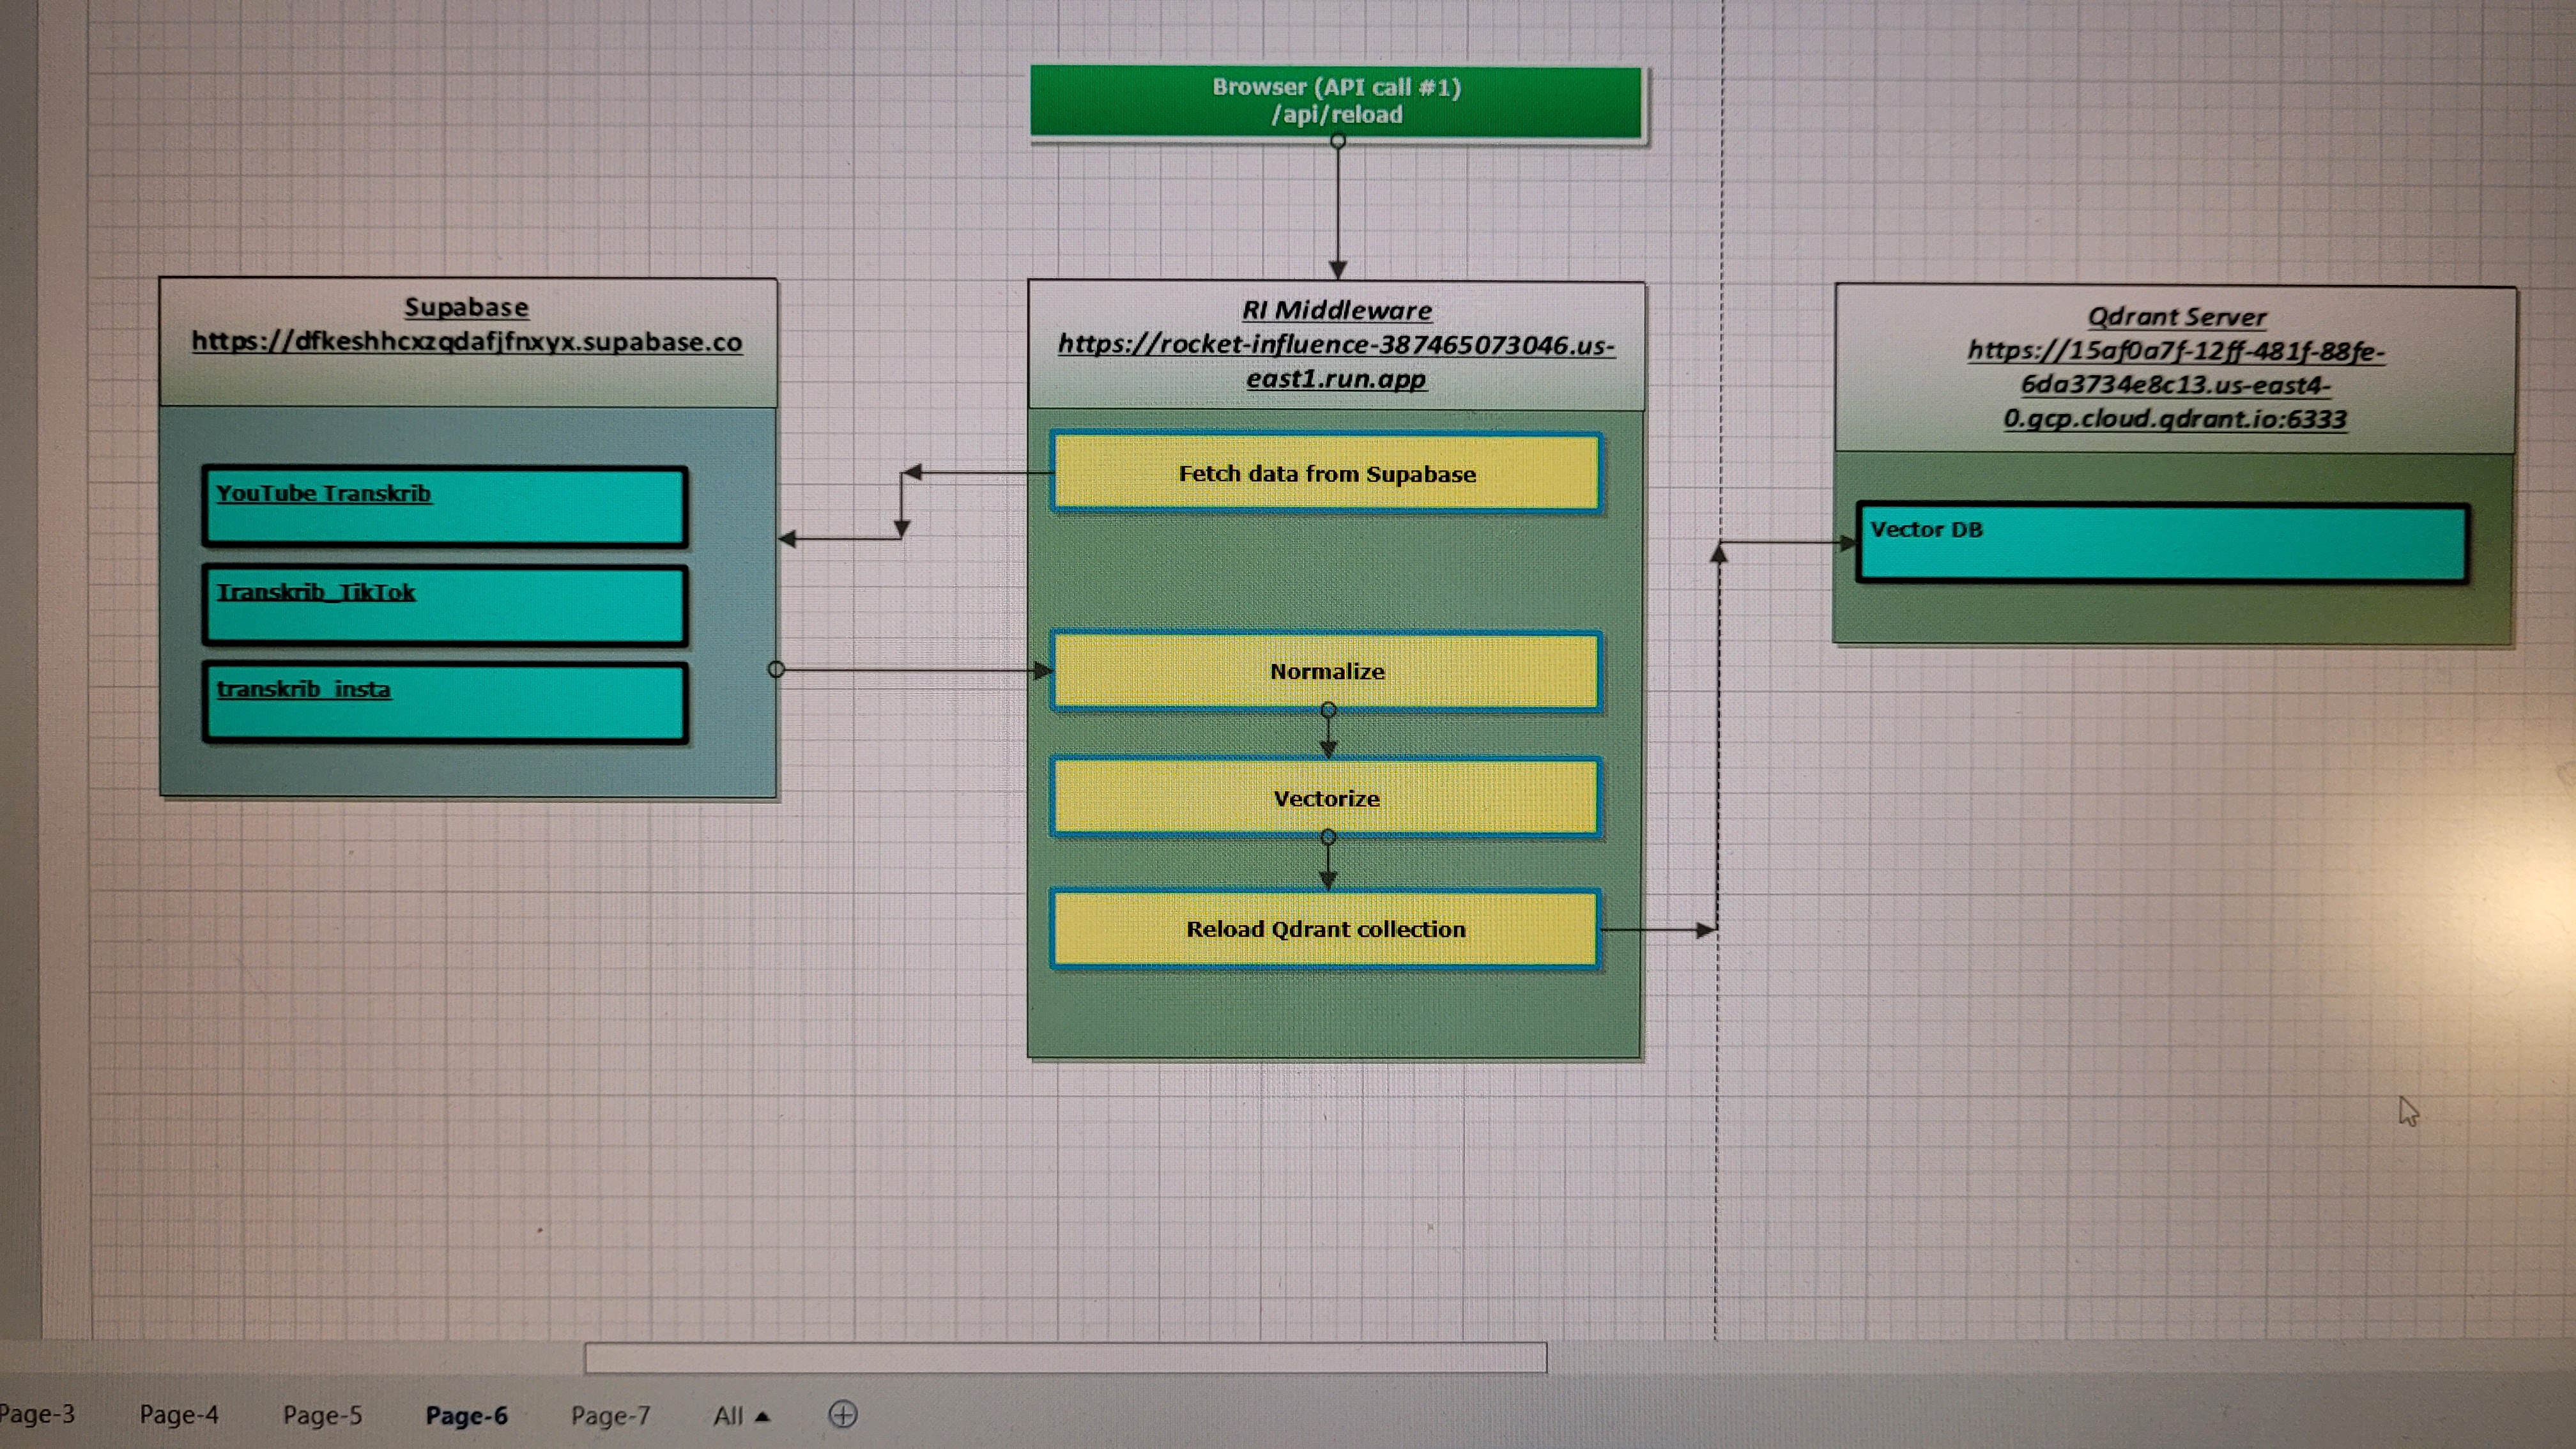 Browser (API call #1)
/api/reload
Supabase
https://dfkeshhcxzqdafjfnxyx.supabase.co
YouTube Transkrib
Transkrib_TikTok
transkrib_insta
RI Middleware
https://rocket-influence-387465073046.us-
east1.run.app
Fetch data from Supabase
Normalize
Vectorize
Reload Qdrant collection
Qdrant Server
https://15af0a7f-12ff-481f-88fe-
6da3734e8c13.us-east4-
0.gcp.cloud.qdrant.io:6333
Vector DB
Page-3
Page-4
Page-5
Page-6
Page-7
All